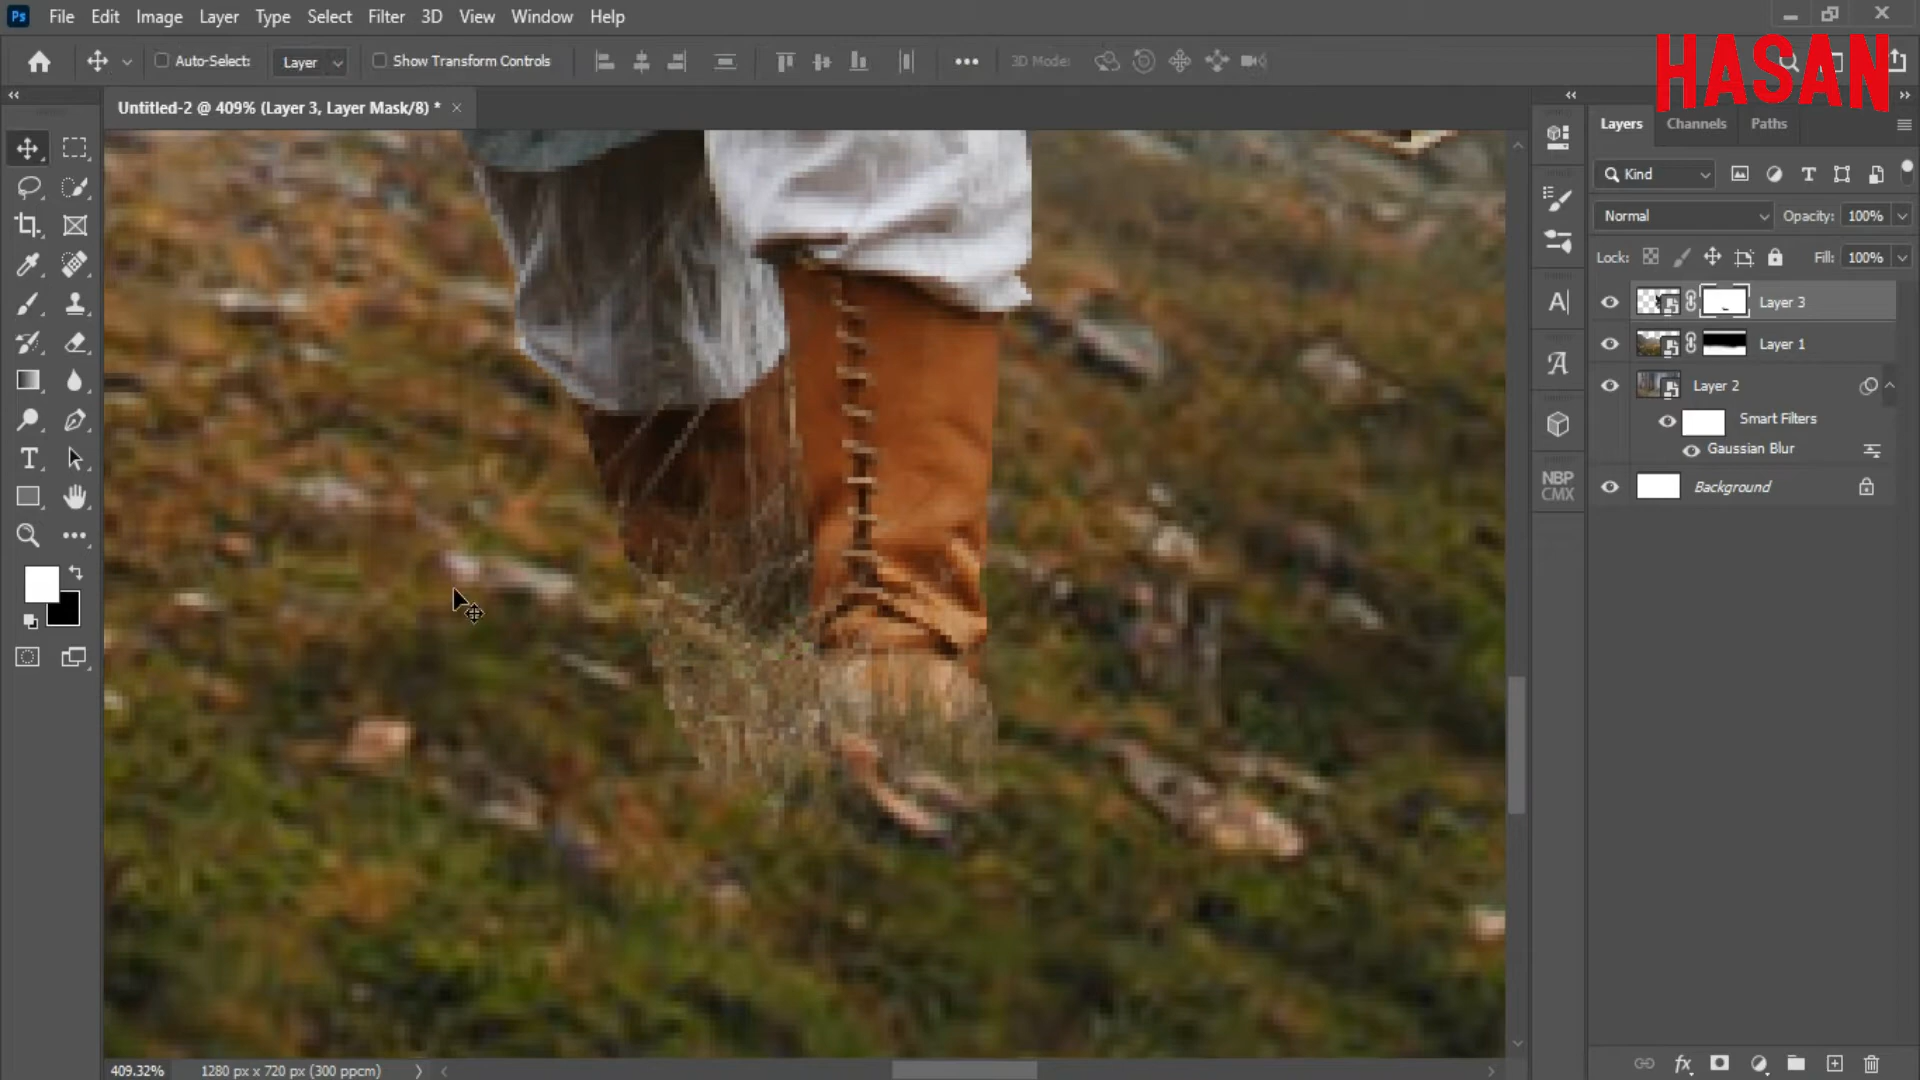 Ps File Edit Image Layer Type Select Filter 3D View Window Help
Auto-Select: Layer Show Transform Controls 3D Mode:
HASAN
Untitled-2 @ 409% (Layer 3, Layer Mask/8) *
Layers Channels Paths
Kind
Normal Opacity: 100%
Lock: Fill: 100%
Layer 3
Layer 1
Layer 2
Smart Filters
Gaussian Blur
Background
NBP
CMX
409.32% 1280 px x 720 px (300 ppcm)